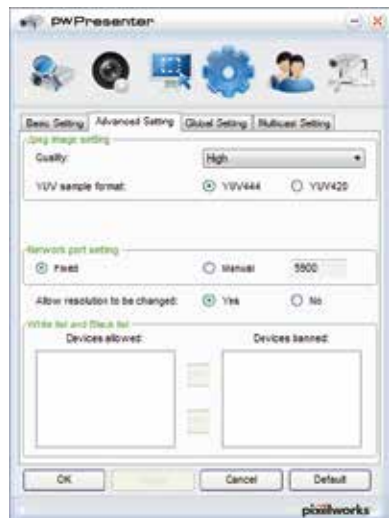 pwPresenter
Basic Setting Advanced Setting Global Setting Multicast Setting
Jpeg image setting
Quality: High
YUV sample format: YUV444 YUV420
Network port setting
Fixed Manual 5900
Allow resolution to be changed: Yes No
White list and Black list
Devices allowed: Devices banned:
OK Apply Cancel Default
pixelworks